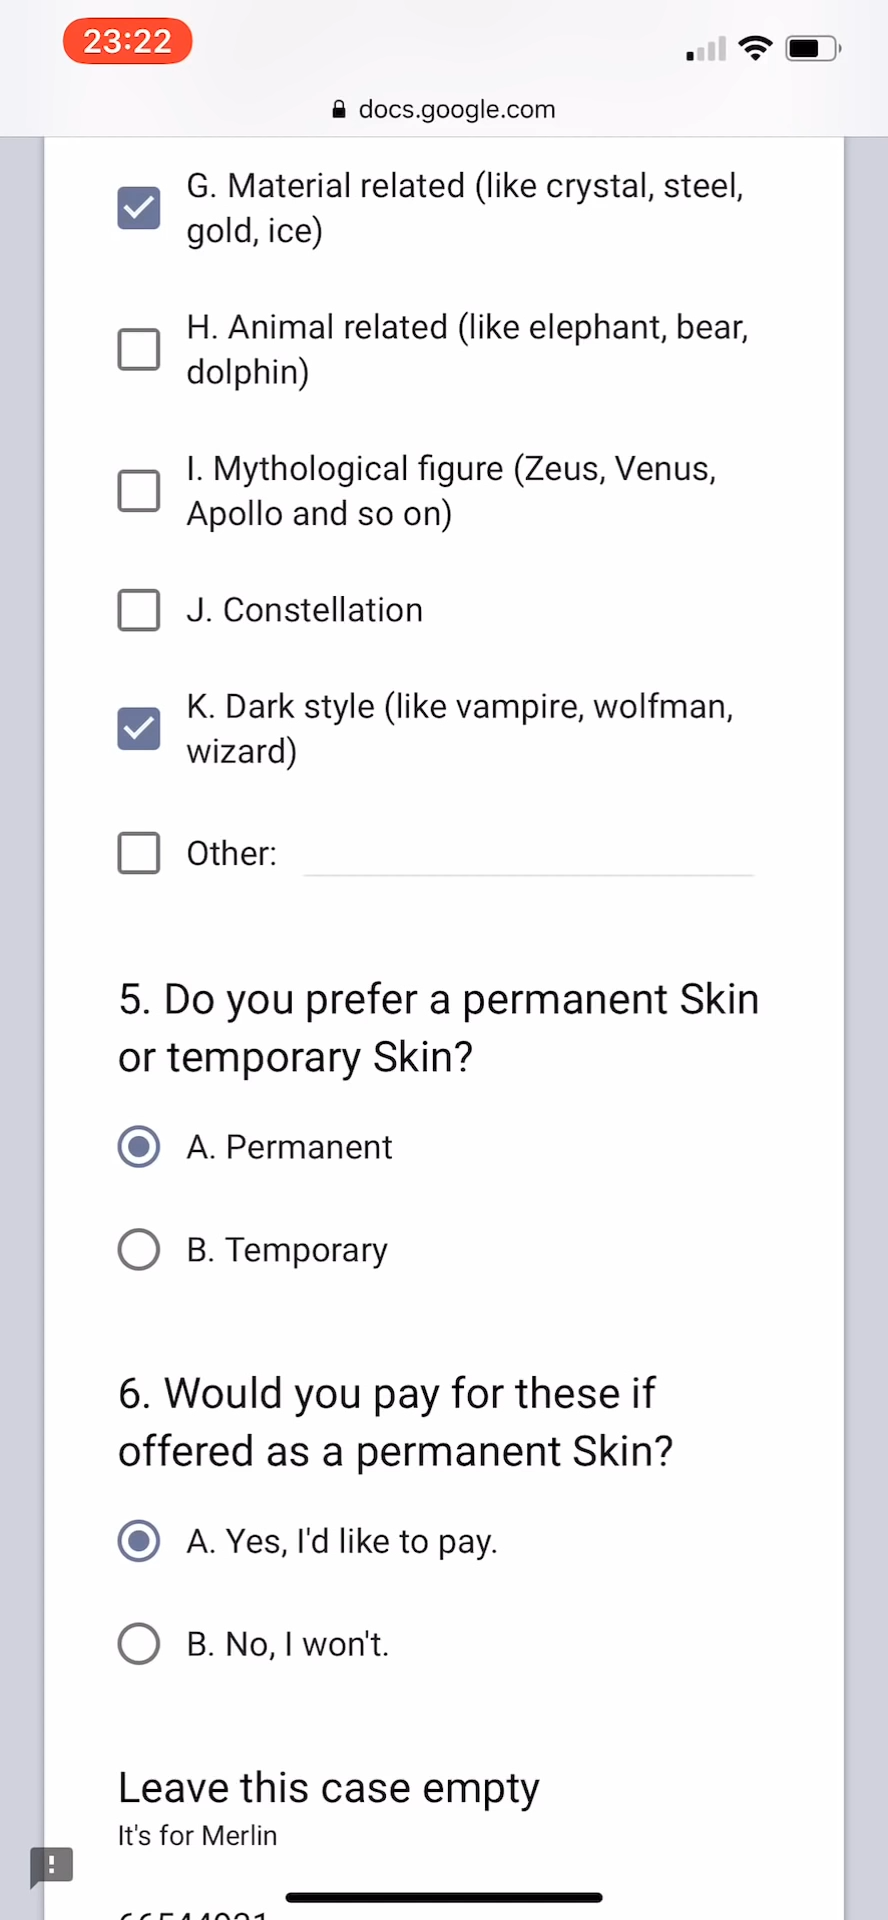 23:22
docs.google.com
G. Material related (like crystal, steel,
gold, ice)
H. Animal related (like elephant, bear,
dolphin)
I. Mythological figure (Zeus, Venus,
Apollo and so on)
J. Constellation
K. Dark style (like vampire, wolfman,
wizard)
Other:
5. Do you prefer a permanent Skin
or temporary Skin?
A. Permanent
B. Temporary
6. Would you pay for these if
offered as a permanent Skin?
A. Yes, I'd like to pay.
B. No, I won't.
Leave this case empty
It's for Merlin